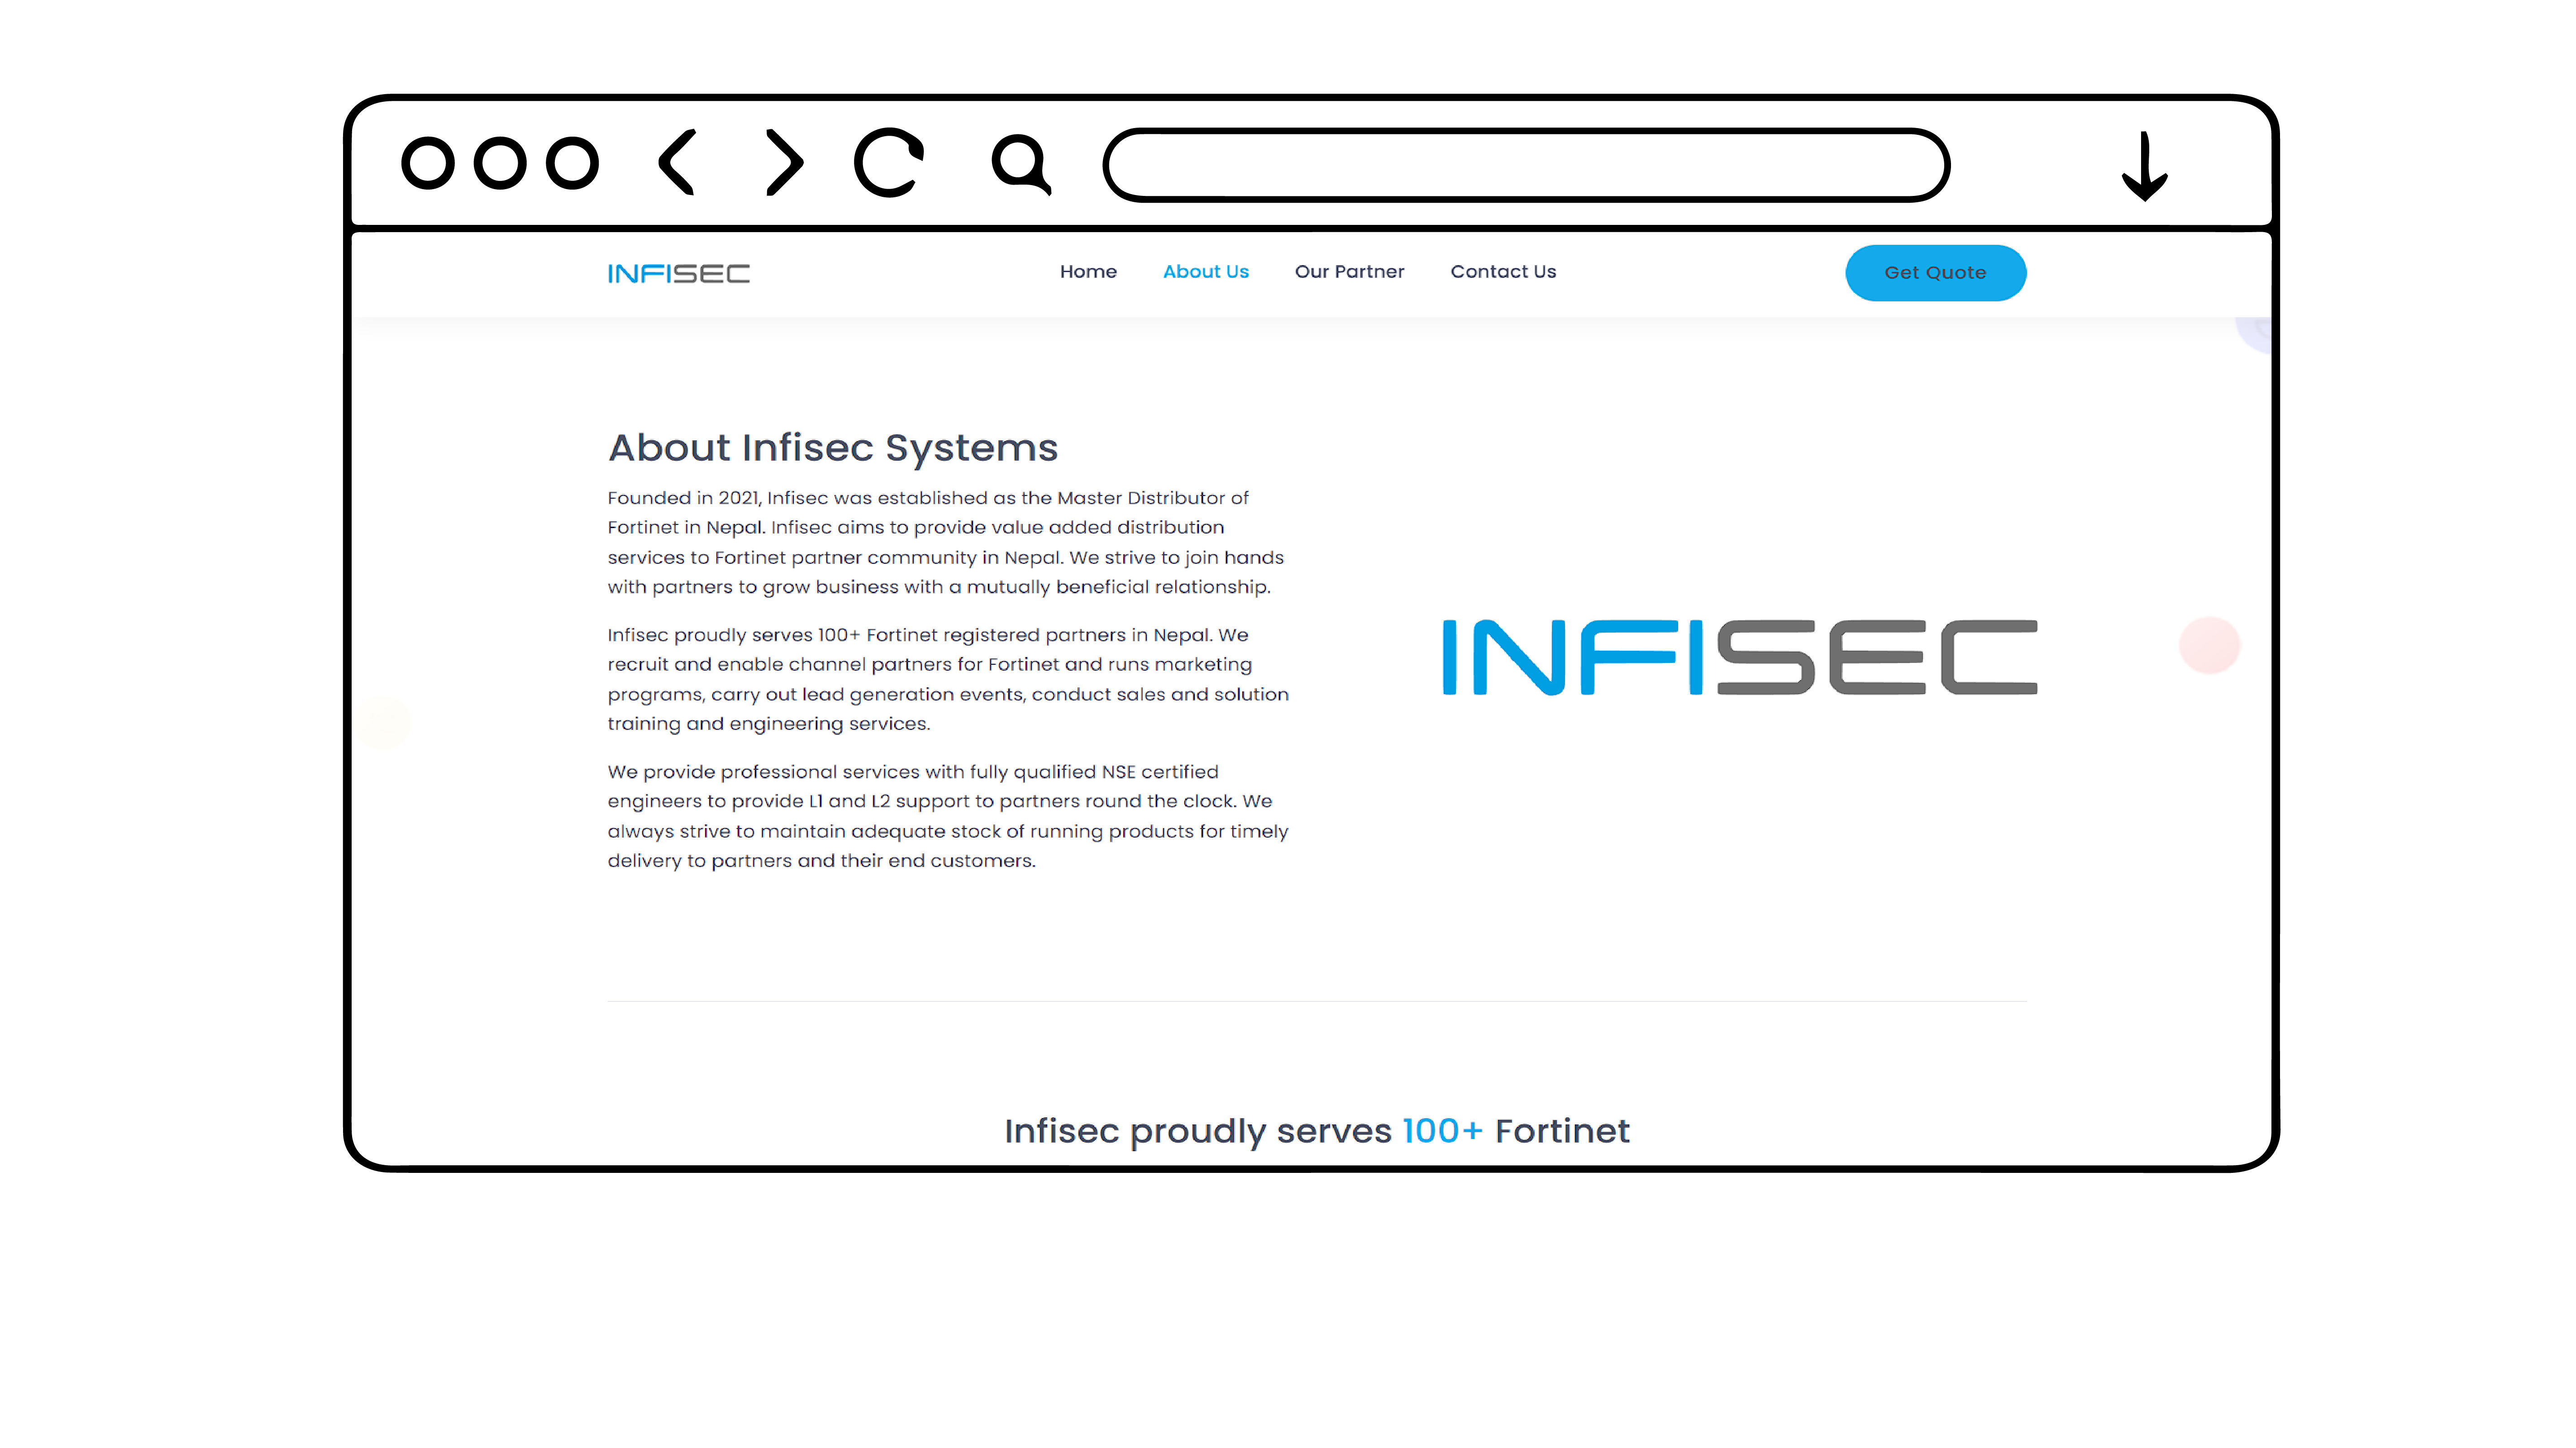 INFISEC
Home
About Us
Our Partner
Contact Us
Get Quote
About Infisec Systems
Founded in 2021, Infisec was established as the Master Distributor of
Fortinet in Nepal. Infisec aims to provide value added distribution
services to Fortinet partner community in Nepal. We strive to join hands
with partners to grow business with a mutually beneficial relationship.
Infisec proudly serves 100+ Fortinet registered partners in Nepal. We
recruit and enable channel partners for Fortinet and runs marketing
programs, carry out lead generation events, conduct sales and solution
training and engineering services.
We provide professional services with fully qualified NSE certified
engineers to provide L1 and L2 support to partners round the clock. We
always strive to maintain adequate stock of running products for timely
delivery to partners and their end customers.
INFISEC
Infisec proudly serves 100+ Fortinet